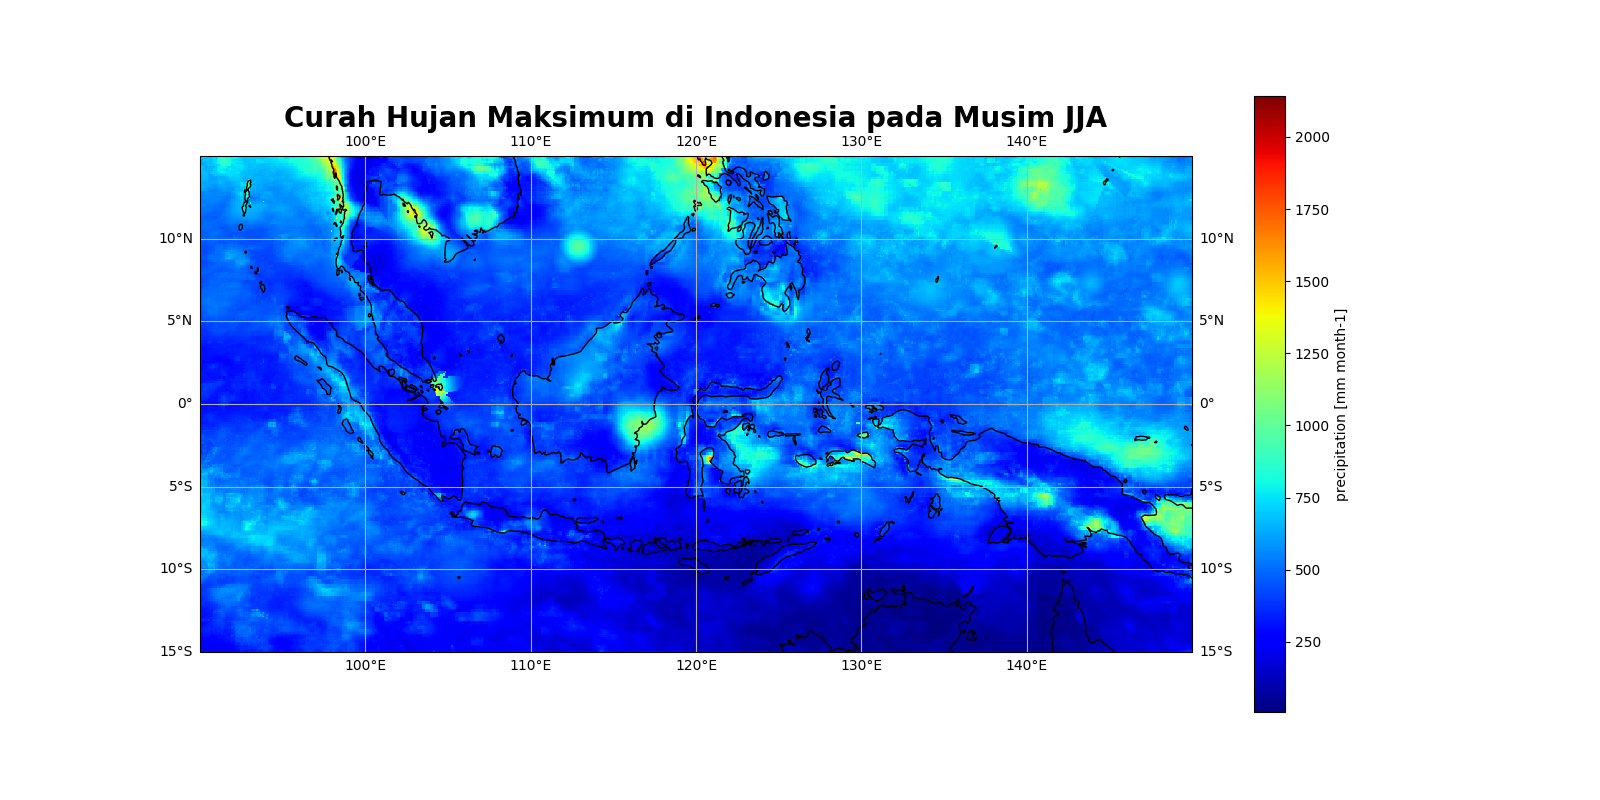 Curah Hujan Maksimum di Indonesia pada Musim JJA
100°E 110°E 120°E 130°E 140°E
10°N 10°N
5°N 5°N
0° 0°
5°S 5°S
10°S 10°S
15°S 15°S
100°E 110°E 120°E 130°E 140°E
2000
1750
1500
1250
1000
750
500
250
precipitation [mm month-1]